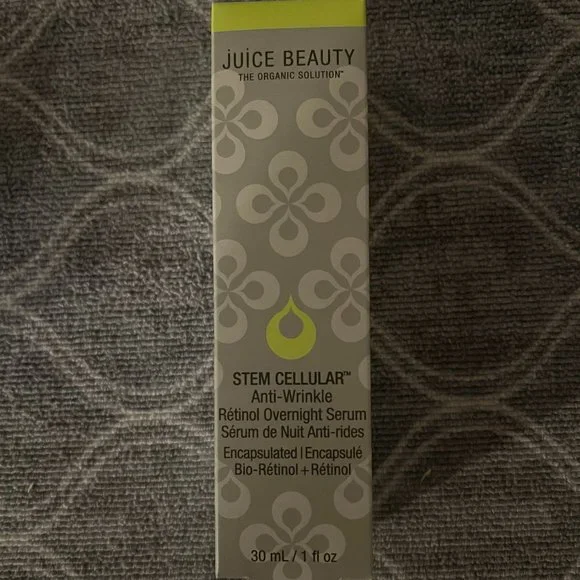 juice BEAUTY
THE ORGANIC SOLUTION™
STEM CELLULAR™
Anti-Wrinkle
Rétinol Overnight Serum
Sérum de Nuit Anti-rides
Encapsulated | Encapsulé
Bio-Rétinol + Rétinol
30 mL / 1 fl oz